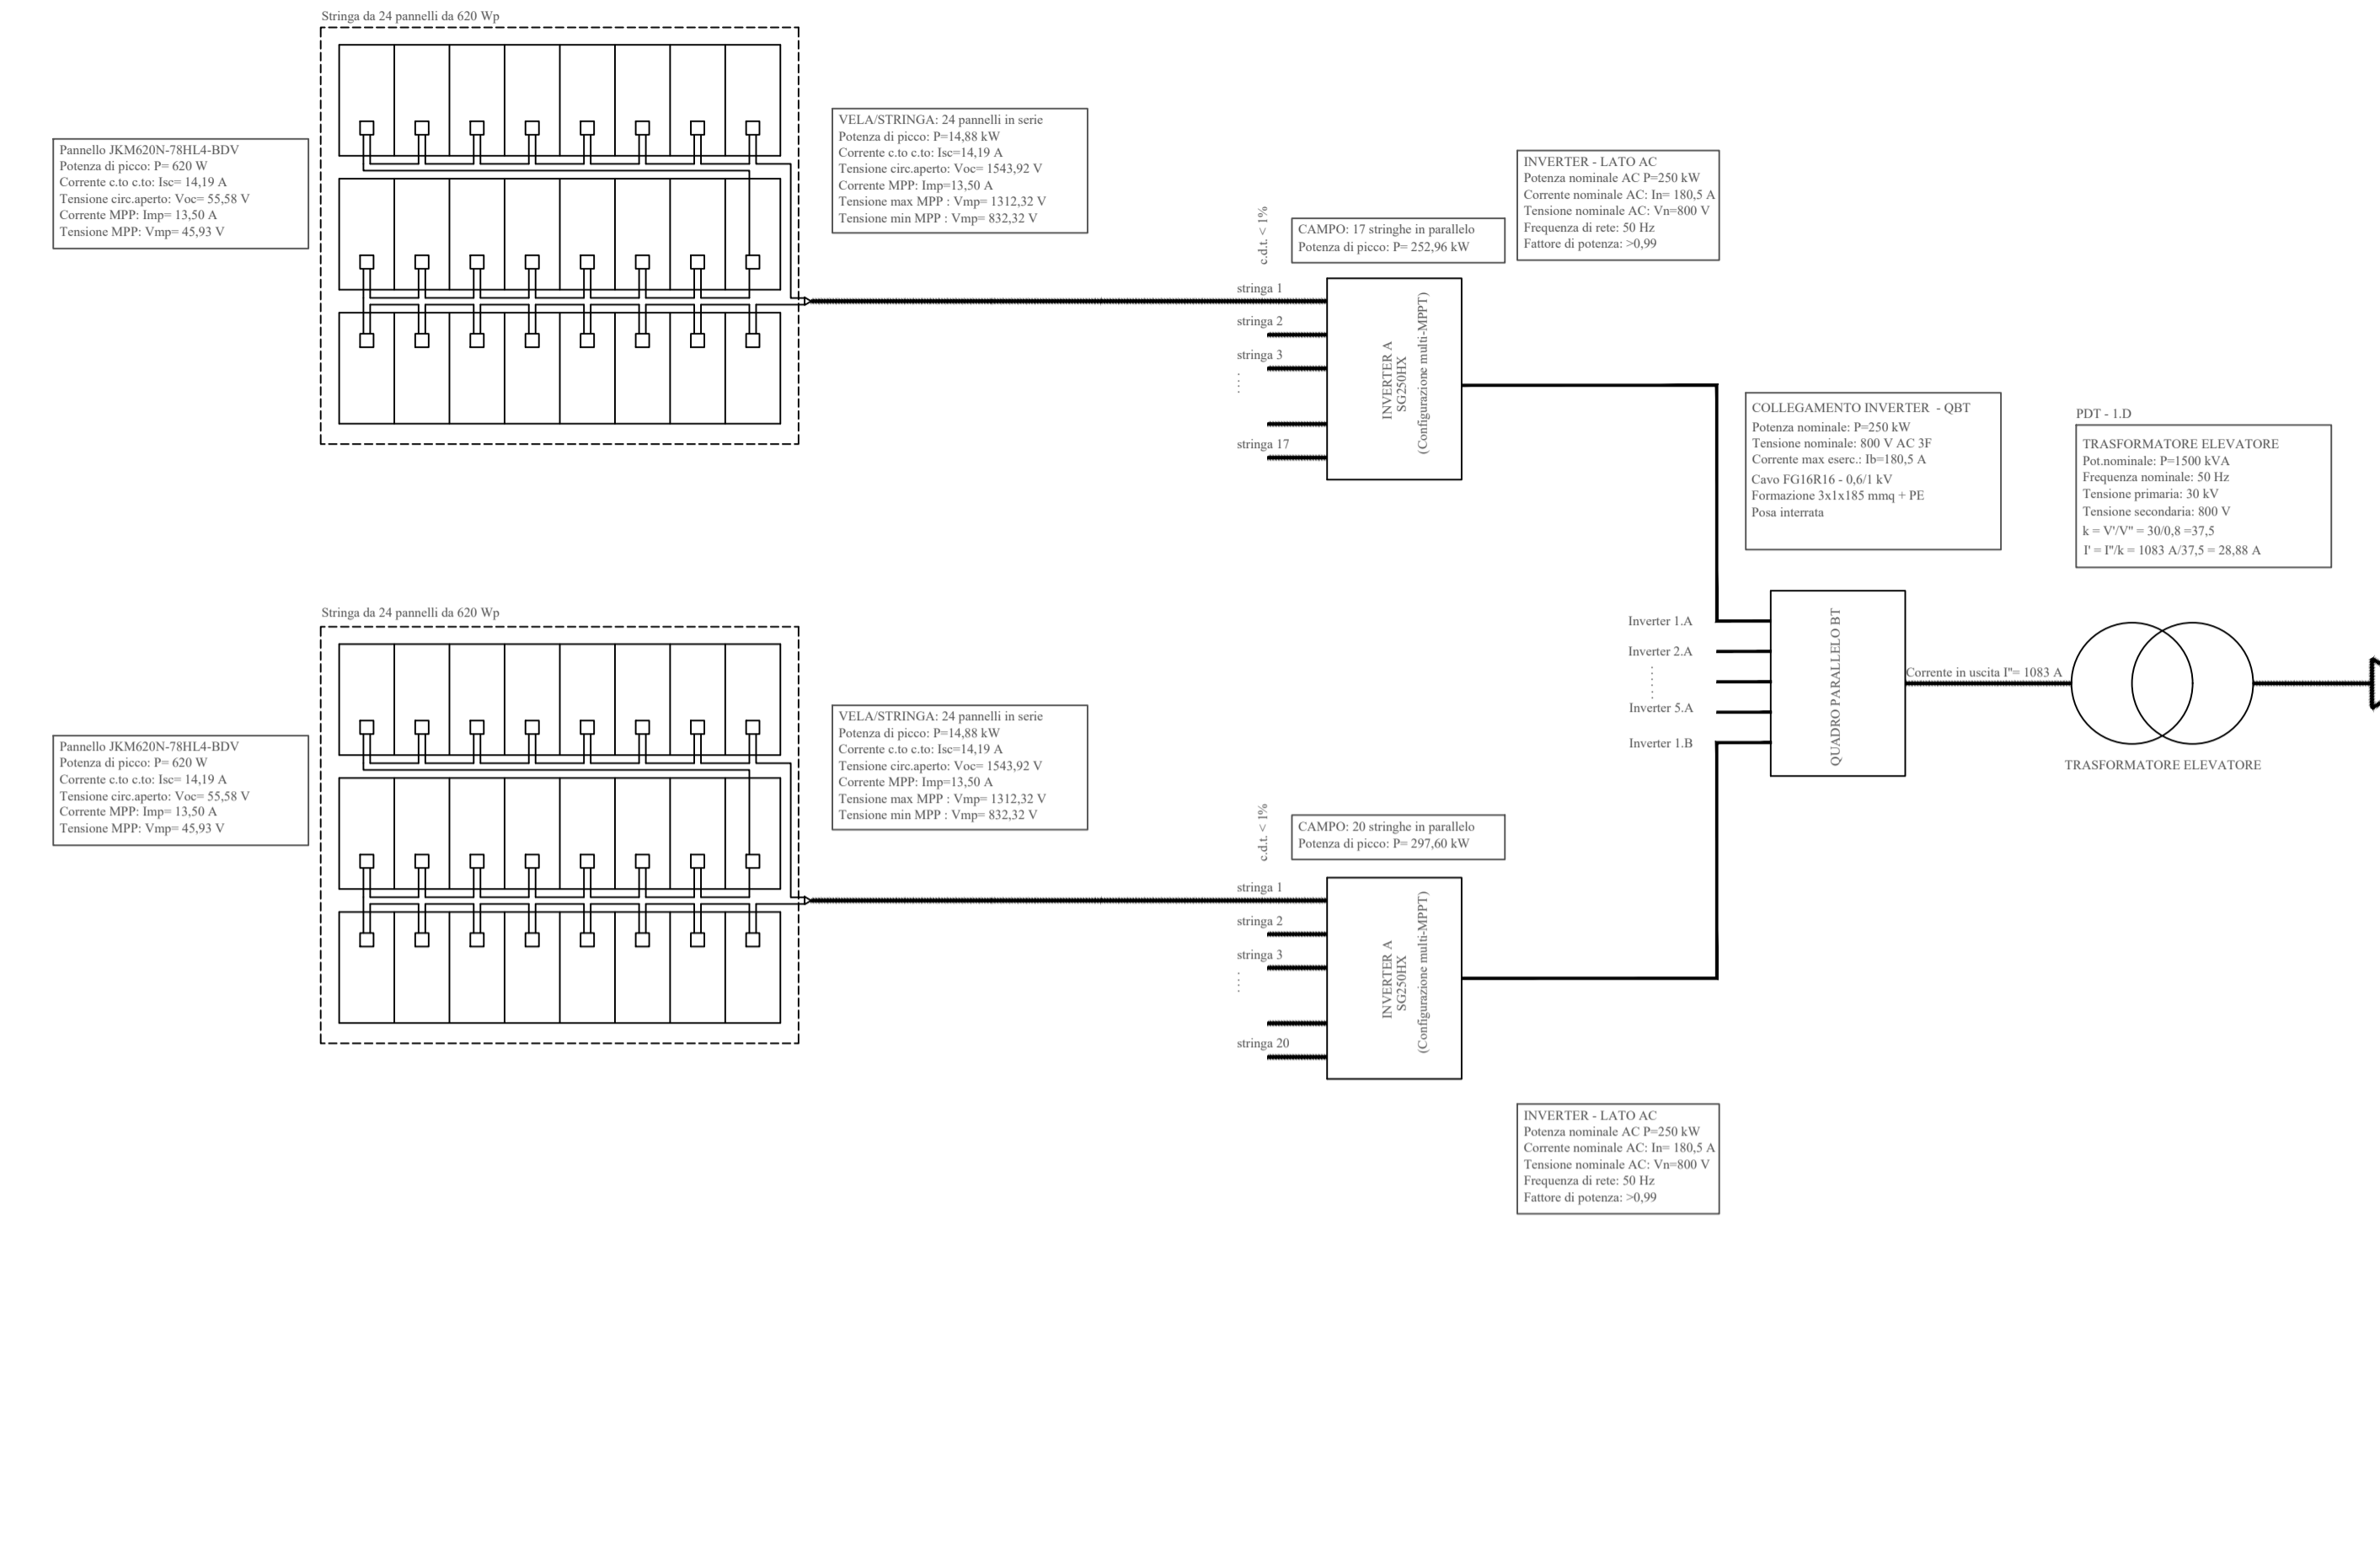 Stringa da 24 pannelli da 620 Wp
Pannello JKM620N-78HL4-BDV
Potenza di picco: P= 620 W
Corrente c.to c.to: Isc= 14,19 A
Tensione circ.aperto: Voc= 55,58 V
Corrente MPP: Imp= 13,50 A
Tensione MPP: Vmp= 45,93 V
VELA/STRINGA: 24 pannelli in serie
Potenza di picco: P=14,88 kW
Corrente c.to c.to: Isc=14,19 A
Tensione circ.aperto: Voc= 1543,92 V
Corrente MPP: Imp=13,50 A
Tensione max MPP : Vmp= 1312,32 V
Tensione min MPP : Vmp= 832,32 V
c.d.t. < 1%
CAMPO: 17 stringhe in parallelo
Potenza di picco: P= 252,96 kW
INVERTER - LATO AC
Potenza nominale AC P=250 kW
Corrente nominale AC: In= 180,5 A
Tensione nominale AC: Vn=800 V
Frequenza di rete: 50 Hz
Fattore di potenza: >0,99
stringa 1
stringa 2
stringa 3
....
stringa 17
INVERTER A
SG250HX
(Configurazione multi-MPPT)
COLLEGAMENTO INVERTER - QBT
Potenza nominale: P=250 kW
Tensione nominale: 800 V AC 3F
Corrente max eserc.: Ib=180,5 A
Cavo FG16R16 - 0,6/1 kV
Formazione 3x1x185 mmq + PE
Posa interrata
PDT - 1.D
TRASFORMATORE ELEVATORE
Pot.nominale: P=1500 kVA
Frequenza nominale: 50 Hz
Tensione primaria: 30 kV
Tensione secondaria: 800 V
k = V'/V" = 30/0,8 =37,5
I' = I"/k = 1083 A/37,5 = 28,88 A
Inverter 1.A
Inverter 2.A
......
Inverter 5.A
Inverter 1.B
QUADRO PARALLELO BT
Corrente in uscita I"= 1083 A
TRASFORMATORE ELEVATORE
Stringa da 24 pannelli da 620 Wp
Pannello JKM620N-78HL4-BDV
Potenza di picco: P= 620 W
Corrente c.to c.to: Isc= 14,19 A
Tensione circ.aperto: Voc= 55,58 V
Corrente MPP: Imp= 13,50 A
Tensione MPP: Vmp= 45,93 V
VELA/STRINGA: 24 pannelli in serie
Potenza di picco: P=14,88 kW
Corrente c.to c.to: Isc=14,19 A
Tensione circ.aperto: Voc= 1543,92 V
Corrente MPP: Imp=13,50 A
Tensione max MPP : Vmp= 1312,32 V
Tensione min MPP : Vmp= 832,32 V
c.d.t. < 1%
CAMPO: 20 stringhe in parallelo
Potenza di picco: P= 297,60 kW
stringa 1
stringa 2
stringa 3
....
stringa 20
INVERTER A
SG250HX
(Configurazione multi-MPPT)
INVERTER - LATO AC
Potenza nominale AC P=250 kW
Corrente nominale AC: In= 180,5 A
Tensione nominale AC: Vn=800 V
Frequenza di rete: 50 Hz
Fattore di potenza: >0,99